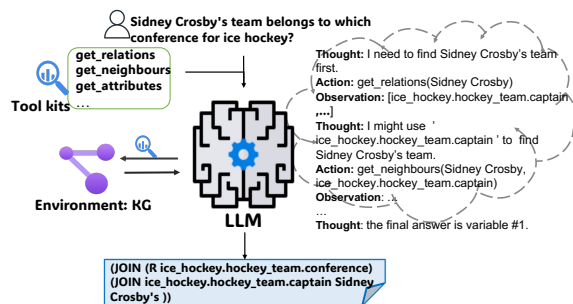 Sidney Crosby's team belongs to which
conference for ice hockey?
get_relations
get_neighbours
get_attributes
...
Tool kits
Environment: KG
LLM
Thought: I need to find Sidney Crosby's team
first.
Action: get_relations(Sidney Crosby)
Observation: [ice_hockey.hockey_team.captain
,...]
Thought: I might use '
ice_hockey.hockey_team.captain ' to find
Sidney Crosby's team.
Action: get_neighbours(Sidney Crosby,
ice_hockey.hockey_team.captain)
Observation: ...
...
Thought: the final answer is variable #1.
(JOIN (R ice_hockey.hockey_team.conference)
(JOIN ice_hockey.hockey_team.captain Sidney
Crosby's ))